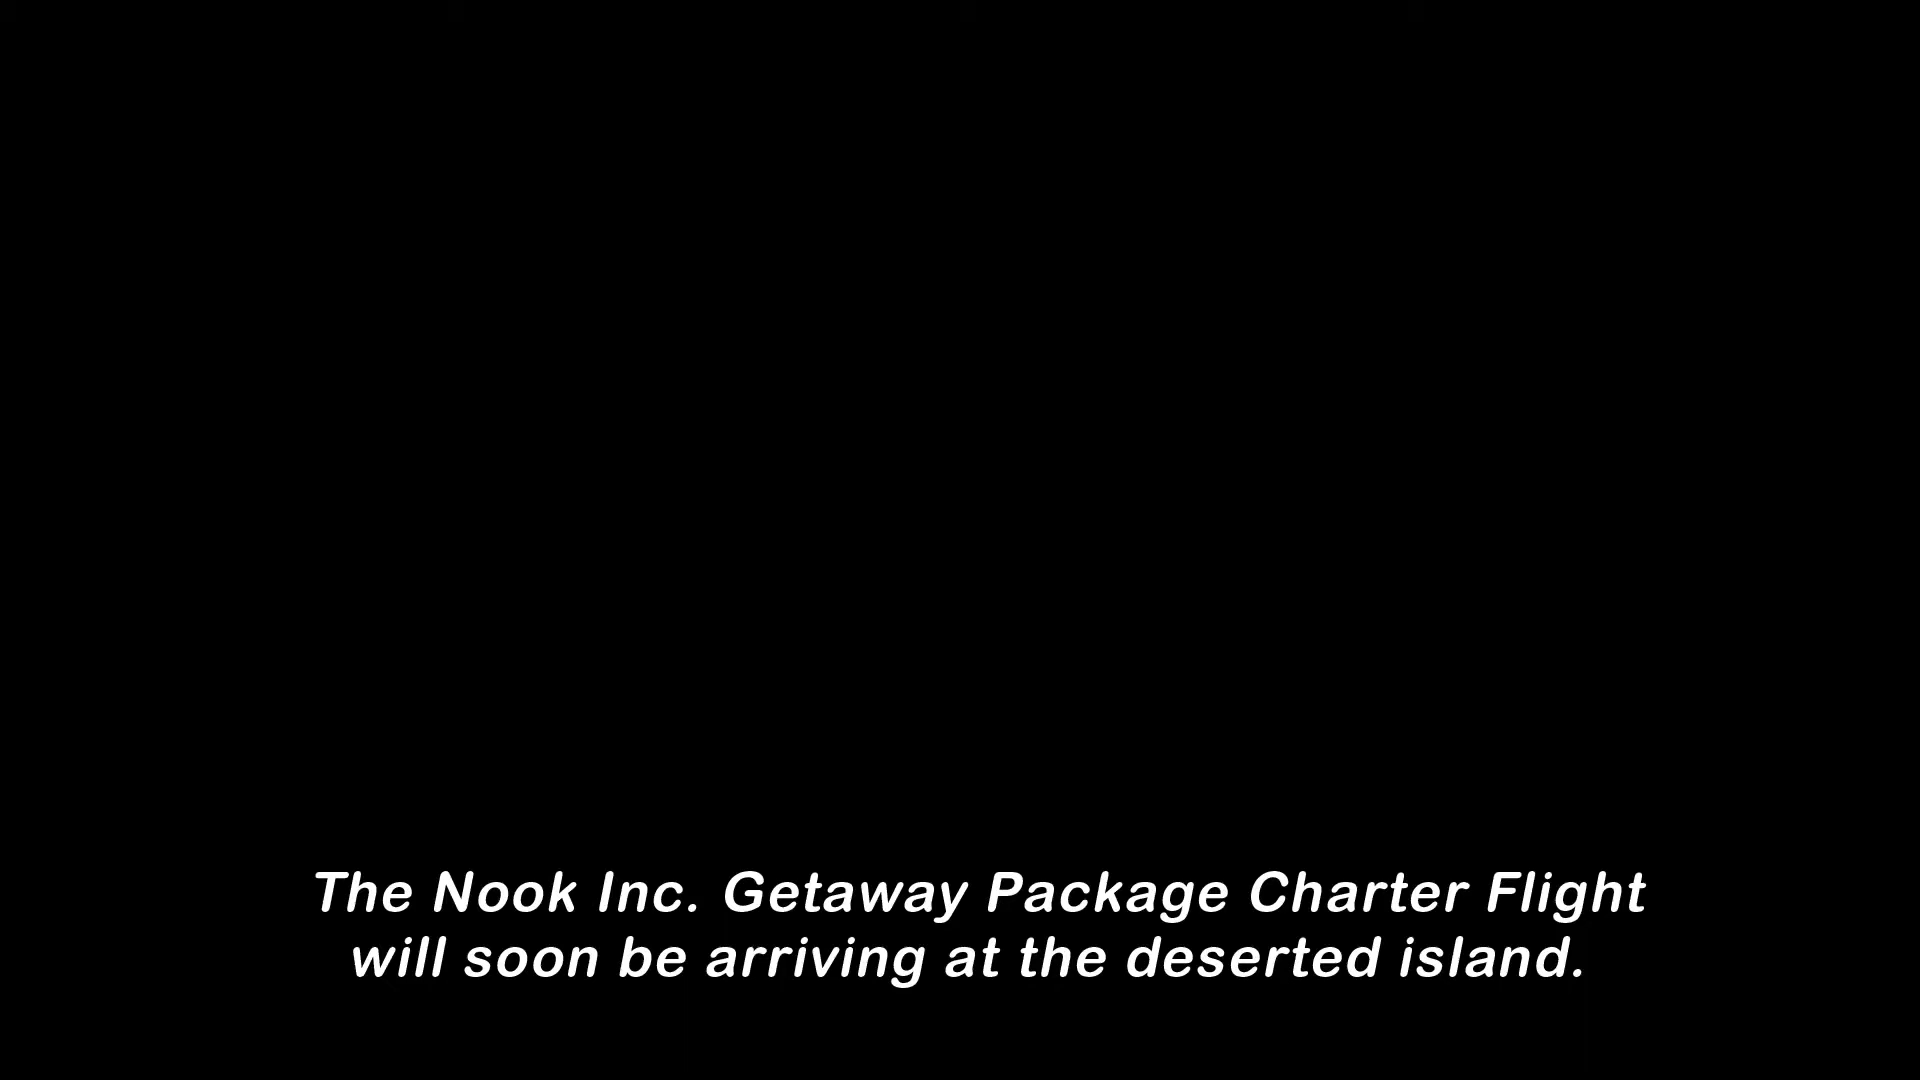 The Nook Inc. Getaway Package Charter Flight
will soon be arriving at the deserted island.